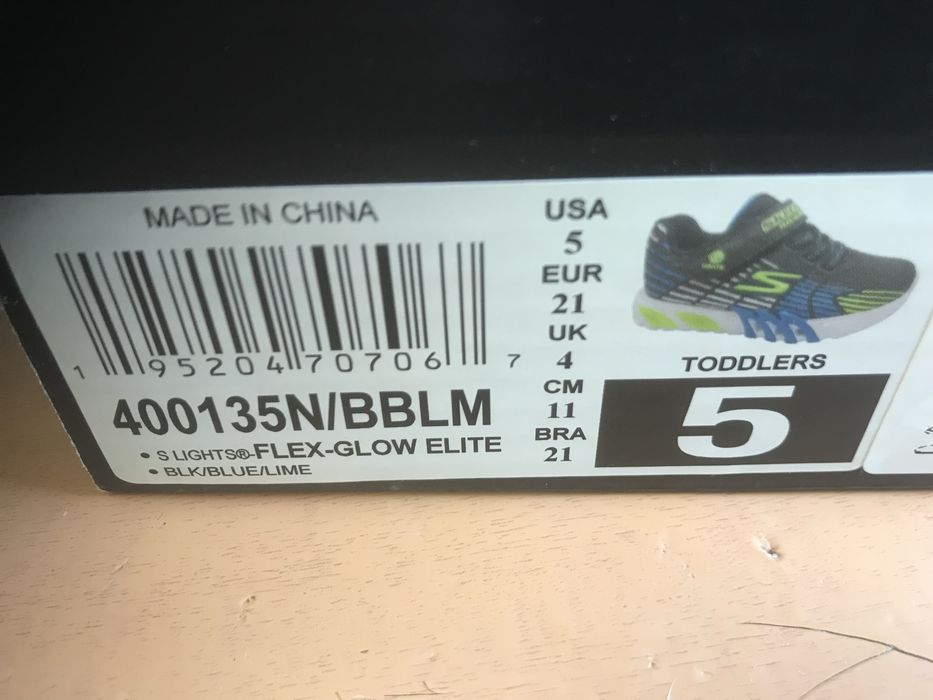 MADE IN CHINA
1 95204 70706 7
400135N/BBLM
• S LIGHTS®-FLEX-GLOW ELITE
• BLK/BLUE/LIME
USA
5
EUR
21
UK
4
CM
11
BRA
21
TODDLERS
5